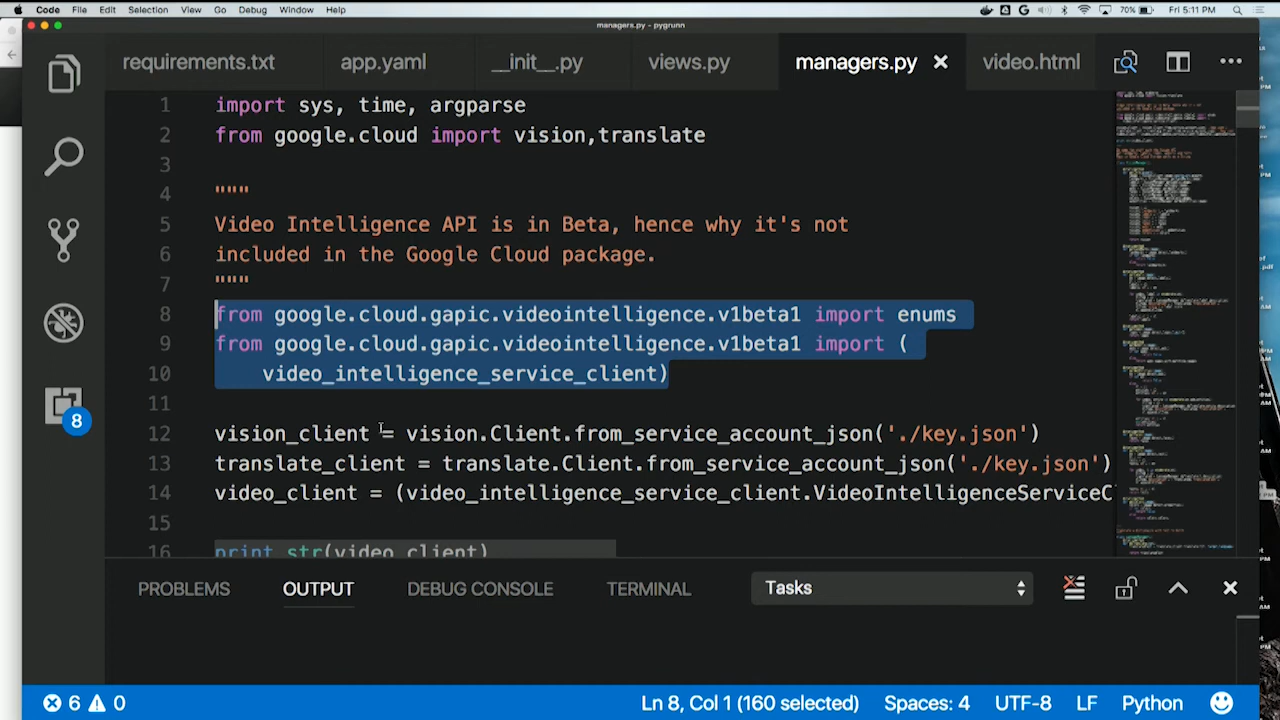 Code File Edit Selection View Go Debug Window Help 70% Fri 5:11 PM
managers.py - pygrunn
requirements.txt app.yaml __init__.py views.py managers.py video.html
1 import sys, time, argparse
2 from google.cloud import vision,translate
3
4 """
5 Video Intelligence API is in Beta, hence why it's not
6 included in the Google Cloud package.
7 """
8 from google.cloud.gapic.videointelligence.v1beta1 import enums
9 from google.cloud.gapic.videointelligence.v1beta1 import (
10 video_intelligence_service_client)
11
12 vision_client = vision.Client.from_service_account_json('./key.json')
13 translate_client = translate.Client.from_service_account_json('./key.json')
14 video_client = (video_intelligence_service_client.VideoIntelligenceServiceC
15
16 print str(video_client)
8
PROBLEMS OUTPUT DEBUG CONSOLE TERMINAL Tasks
6 0 Ln 8, Col 1 (160 selected) Spaces: 4 UTF-8 LF Python